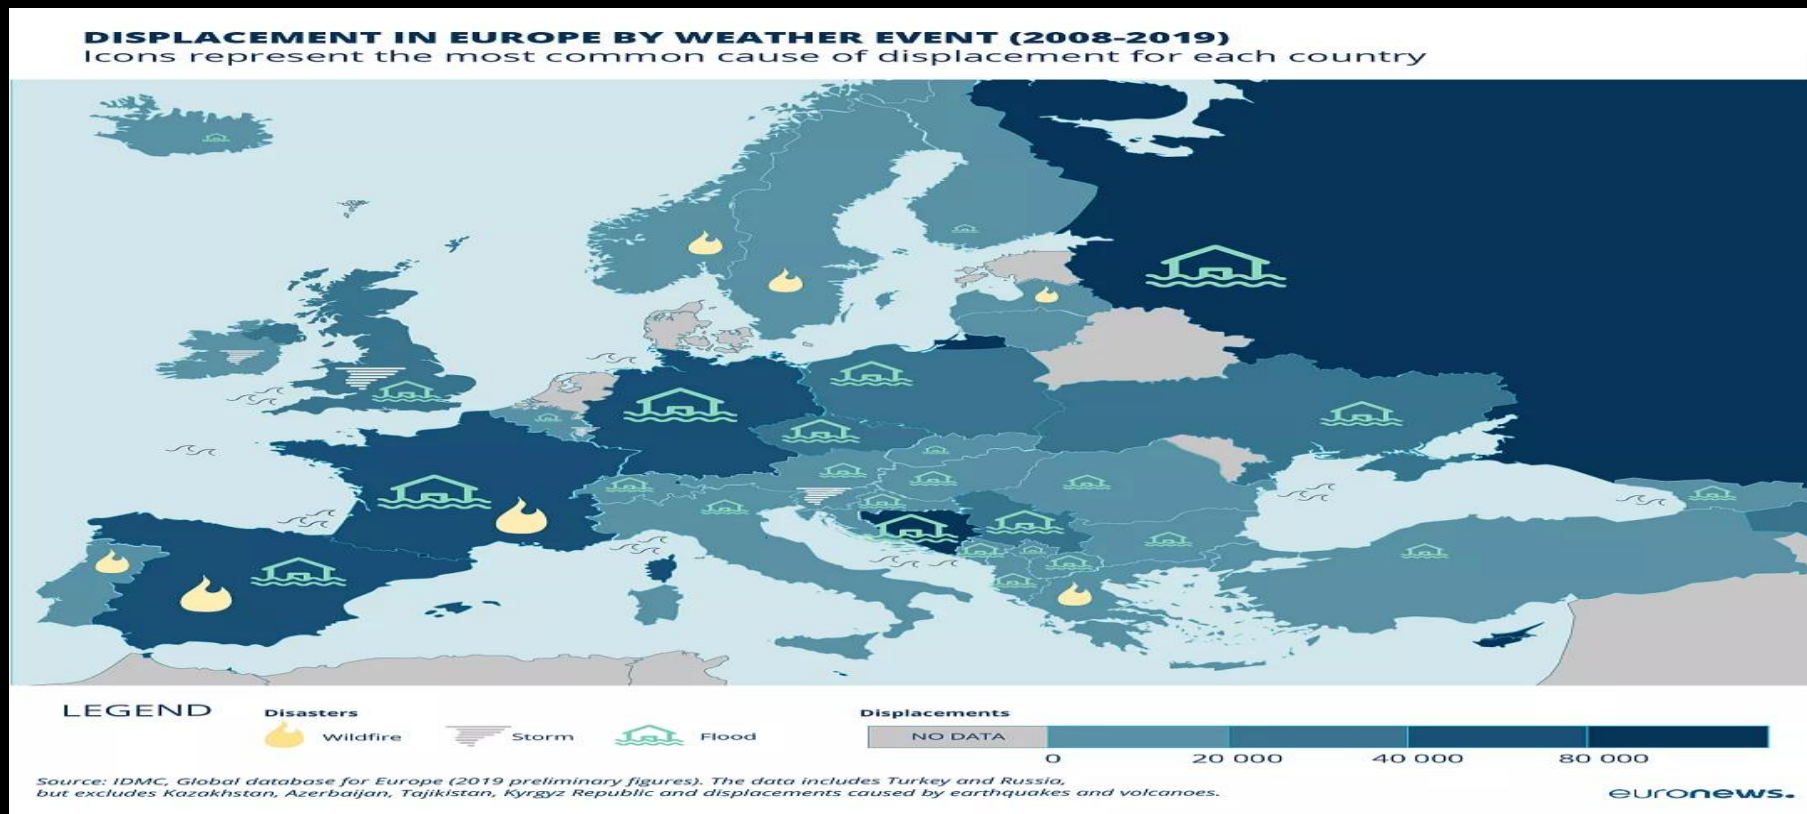 DISPLACEMENT IN EUROPE BY WEATHER EVENT (2008-2019)
Icons represent the most common cause of displacement for each country
LEGEND
Disasters
Wildfire
Storm
Flood
Displacements
NO DATA
0
20 000
40 000
80 000
Source: IDMC, Global database for Europe (2019 preliminary figures). The data includes Turkey and Russia,
but excludes Kazakhstan, Azerbaijan, Tajikistan, Kyrgyz Republic and displacements caused by earthquakes and volcanoes.
euronews.